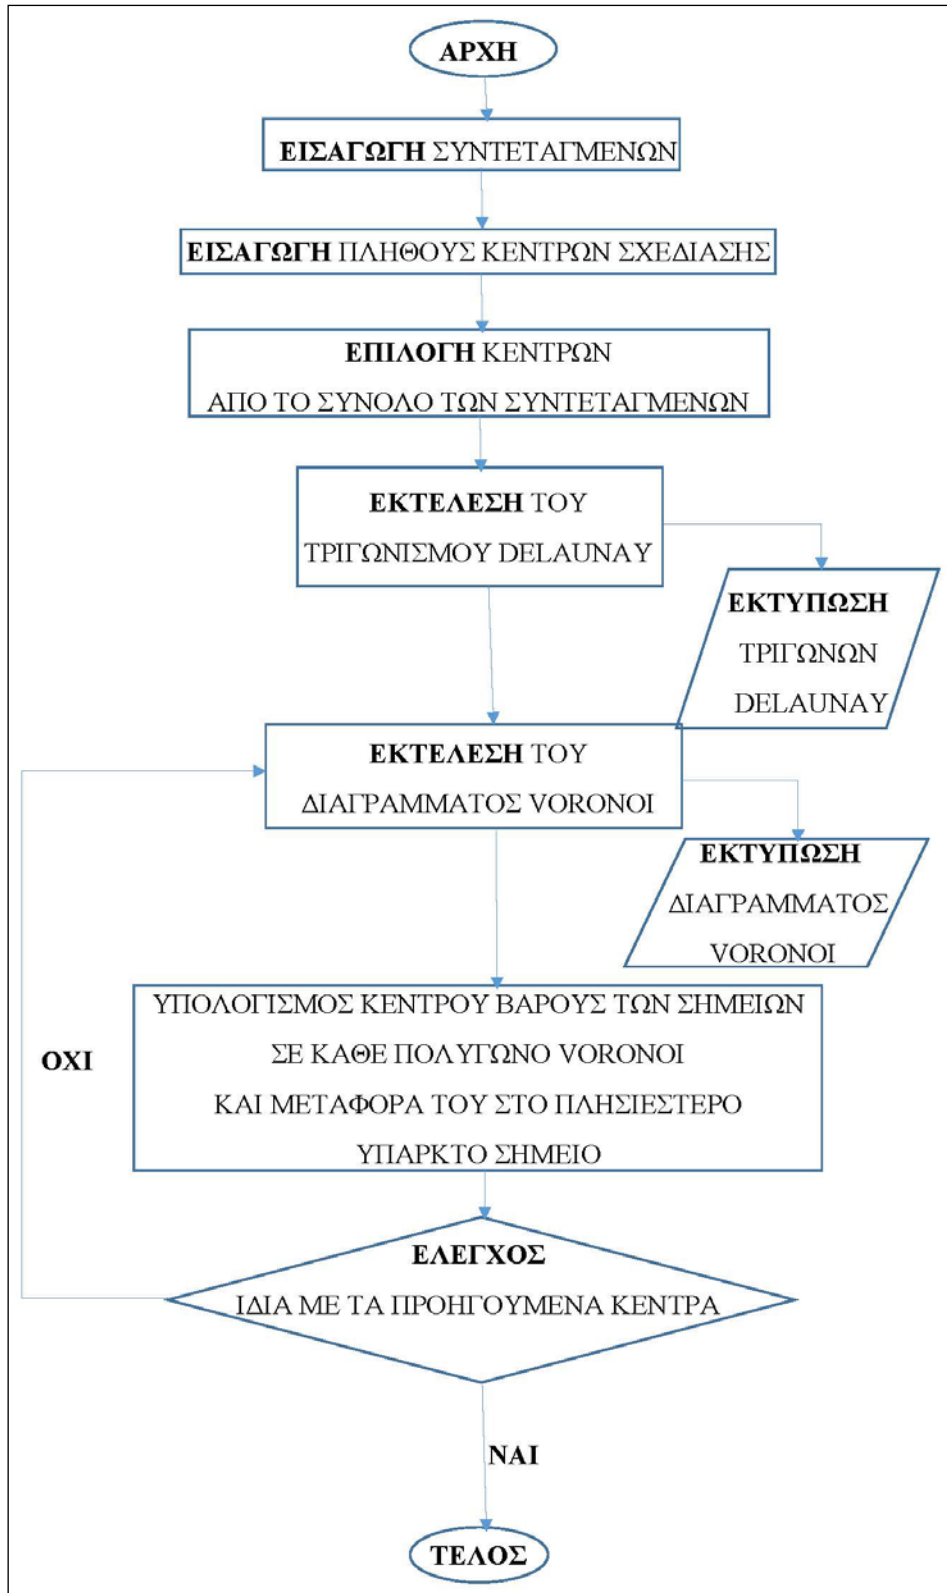 ΑΡΧΗ
ΕΙΣΑΓΩΓΗ ΣΥΝΤΕΤΑΓΜΕΝΩΝ
ΕΙΣΑΓΩΓΗ ΠΛΗΘΟΥΣ ΚΕΝΤΡΩΝ ΣΧΕΔΙΑΣΗΣ
ΕΠΙΛΟΓΗ ΚΕΝΤΡΩΝ
ΑΠΟ ΤΟ ΣΥΝΟΛΟ ΤΩΝ ΣΥΝΤΕΤΑΓΜΕΝΩΝ
ΕΚΤΕΛΕΣΗ ΤΟΥ
ΤΡΙΓΩΝΙΣΜΟΥ DELAUNAY
ΕΚΤΥΠΩΣΗ
ΤΡΙΓΩΝΩΝ
DELAUNAY
ΕΚΤΕΛΕΣΗ ΤΟΥ
ΔΙΑΓΡΑΜΜΑΤΟΣ VORONOI
ΕΚΤΥΠΩΣΗ
ΔΙΑΓΡΑΜΜΑΤΟΣ
VORONOI
ΥΠΟΛΟΓΙΣΜΟΣ ΚΕΝΤΡΟΥ ΒΑΡΟΥΣ ΤΩΝ ΣΗΜΕΙΩΝ
ΣΕ ΚΑΘΕ ΠΟΛΥΓΩΝΟ VORONOI
ΚΑΙ ΜΕΤΑΦΟΡΑ ΤΟΥ ΣΤΟ ΠΛΗΣΙΕΣΤΕΡΟ
ΥΠΑΡΚΤΟ ΣΗΜΕΙΟ
ΟΧΙ
ΕΛΕΓΧΟΣ
ΙΔΙΑ ΜΕ ΤΑ ΠΡΟΗΓΟΥΜΕΝΑ ΚΕΝΤΡΑ
ΝΑΙ
ΤΕΛΟΣ